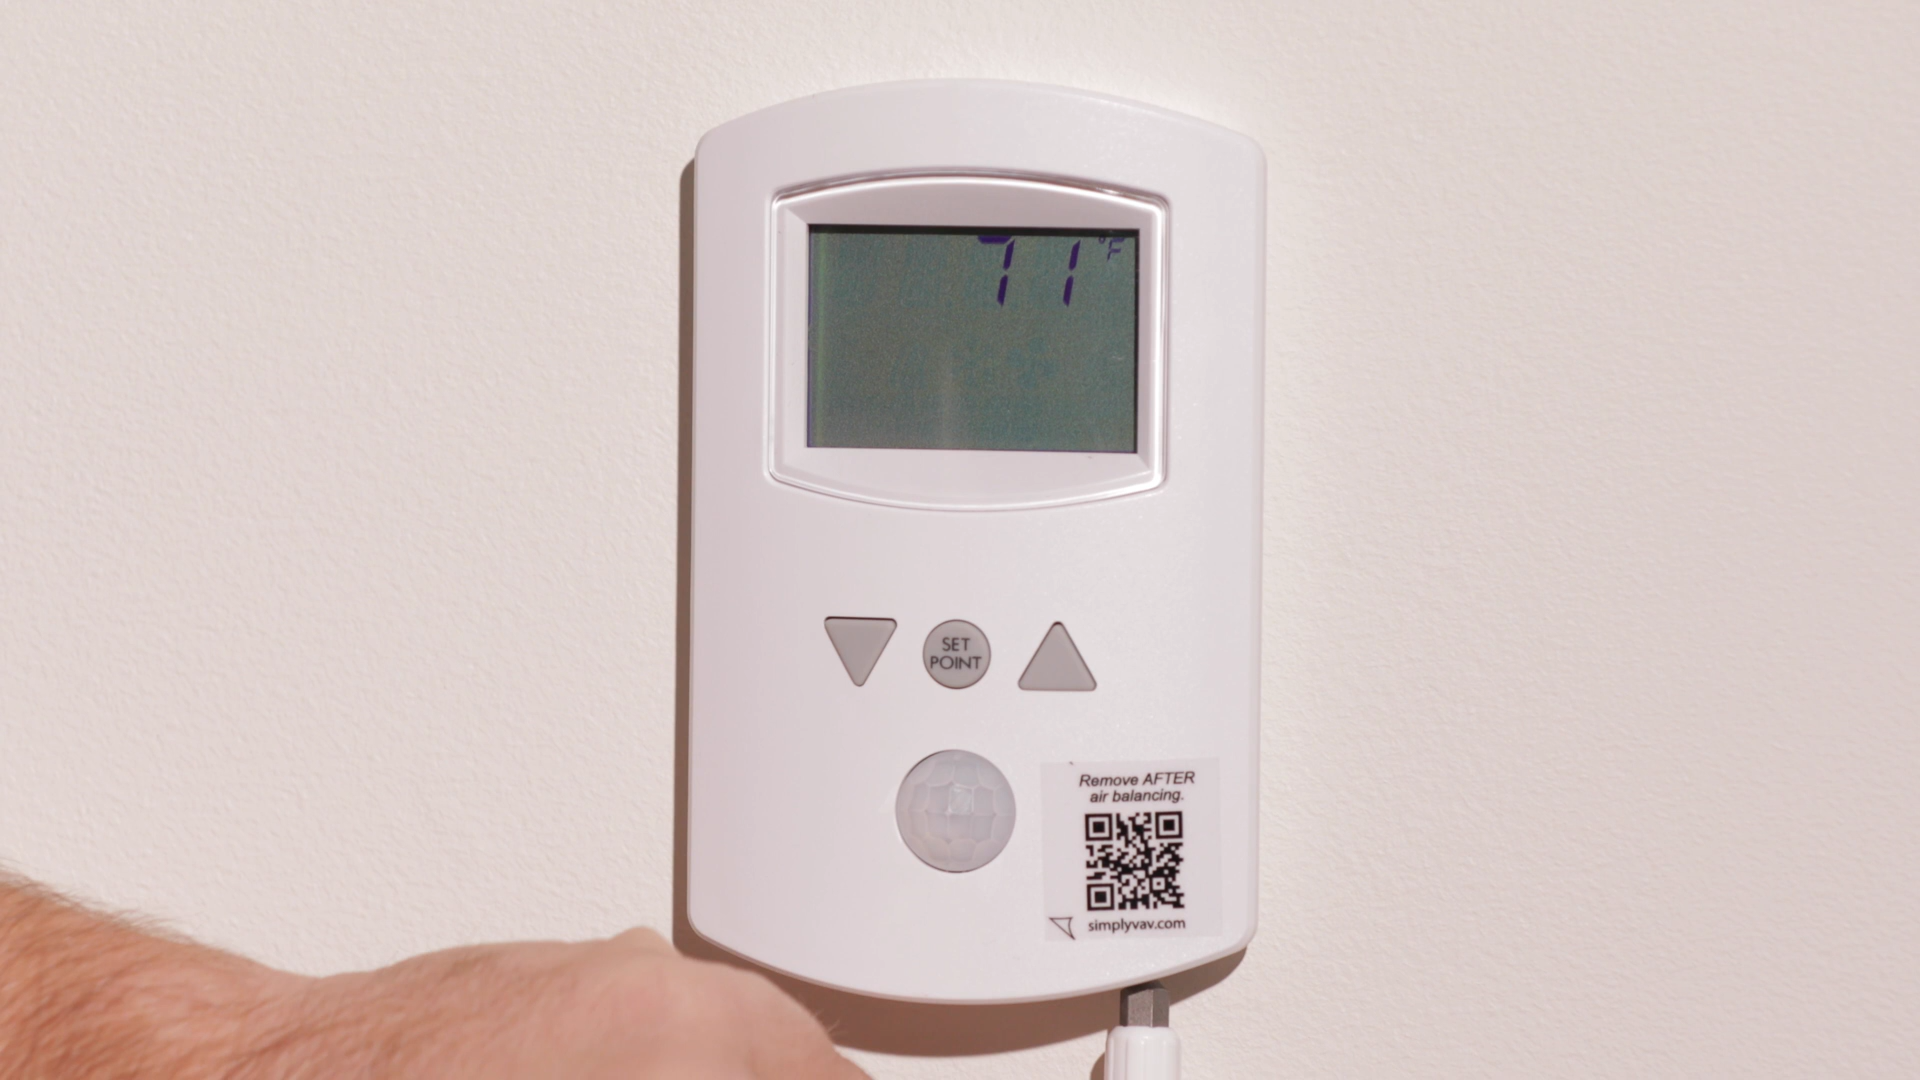 71 °F
SET
POINT
Remove AFTER
air balancing.
simplyvav.com